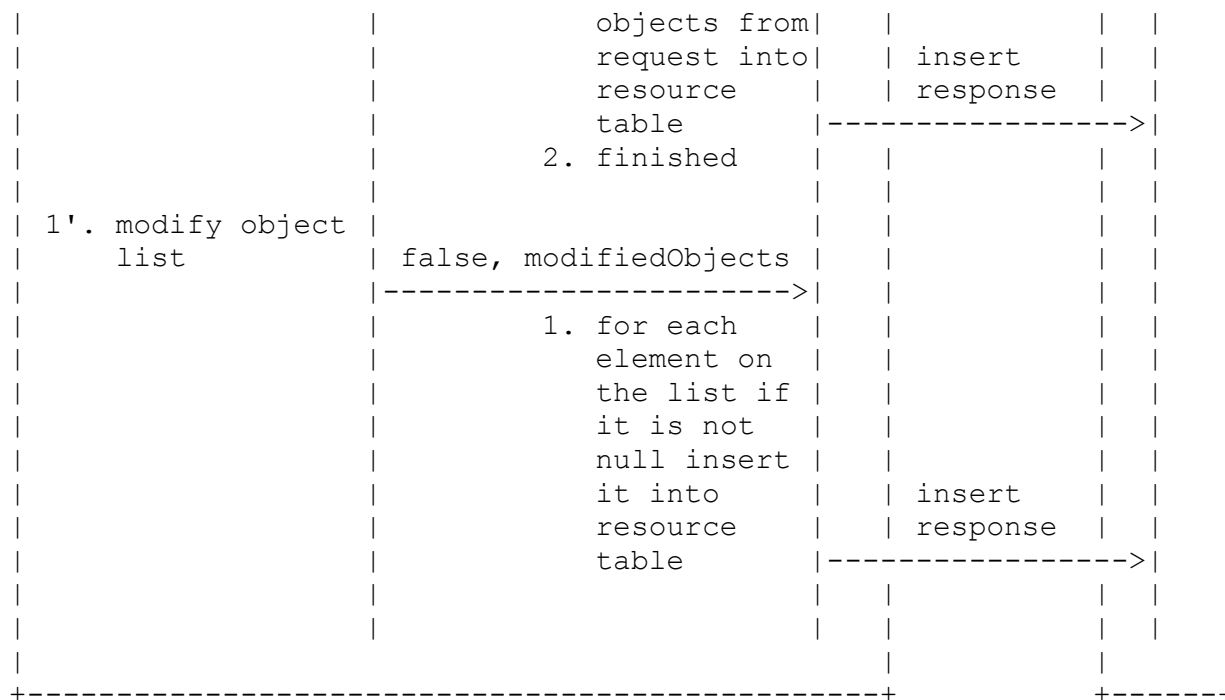 objects from
request into insert
resource response
table
2. finished
1'. modify object
list false, modifiedObjects
1. for each
element on
the list if
it is not
null insert
it into insert
resource response
table